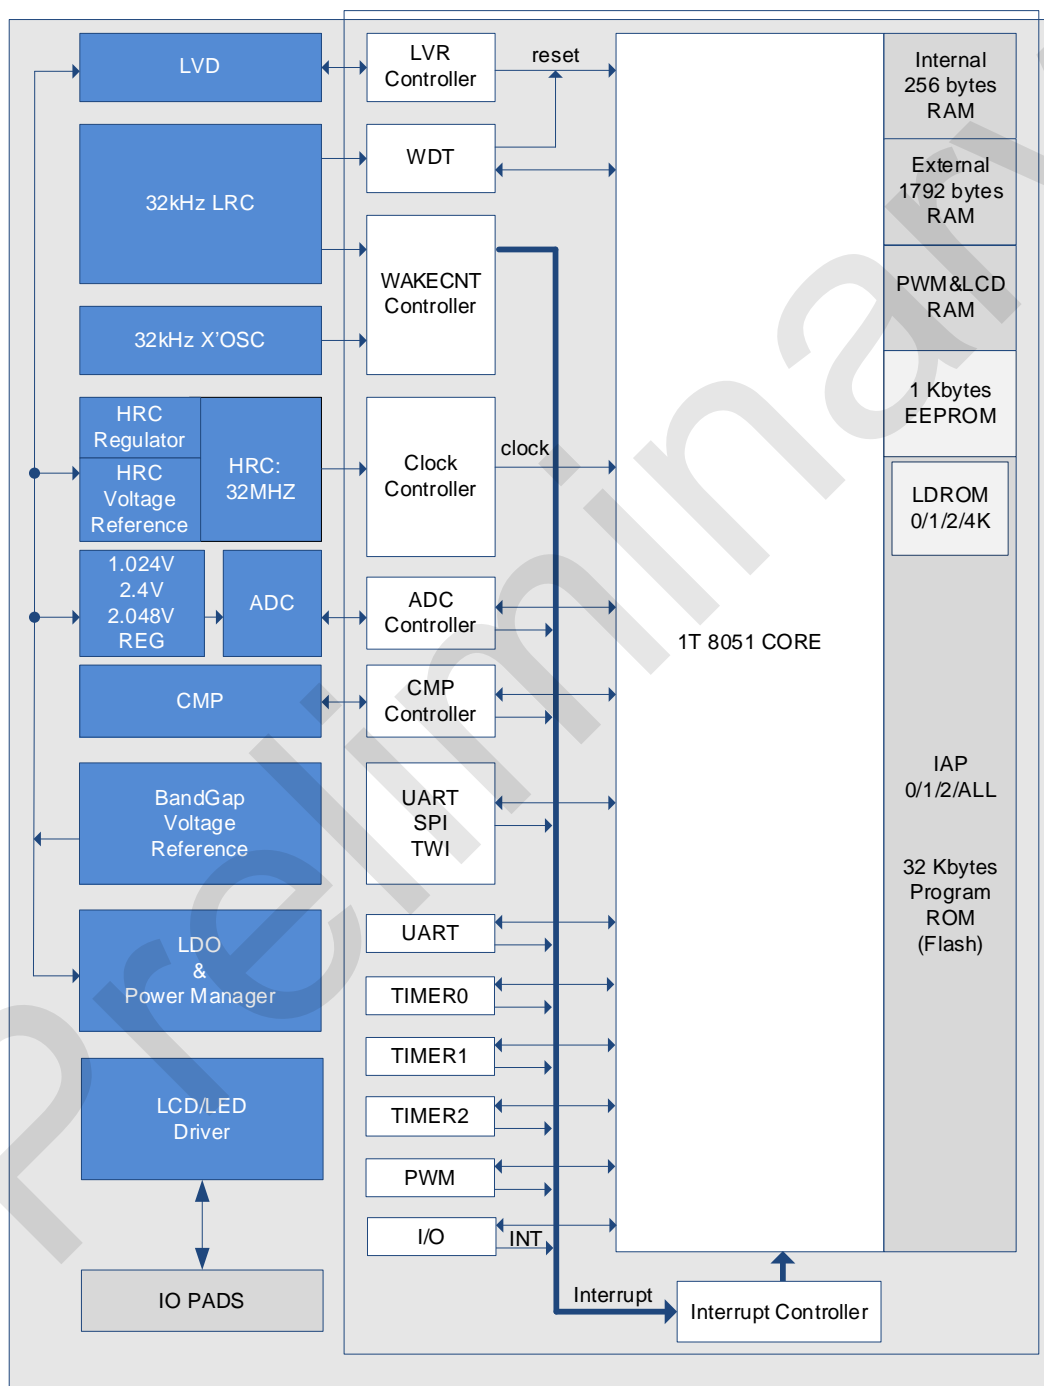 LVD
32kHz LRC
32kHz X'OSC
HRC
Regulator
HRC
Voltage
Reference
HRC:
32MHZ
1.024V
2.4V
2.048V
REG
ADC
CMP
BandGap
Voltage
Reference
LDO
&
Power Manager
LCD/LED
Driver
IO PADS
LVR
Controller
WDT
WAKECNT
Controller
Clock
Controller
ADC
Controller
CMP
Controller
UART
SPI
TWI
UART
TIMER0
TIMER1
TIMER2
PWM
I/O
reset
clock
INT
Interrupt
Interrupt Controller
1T 8051 CORE
Internal
256 bytes
RAM
External
1792 bytes
RAM
PWM&LCD
RAM
1 Kbytes
EEPROM
LDROM
0/1/2/4K
IAP
0/1/2/ALL
32 Kbytes
Program
ROM
(Flash)
Preliminary